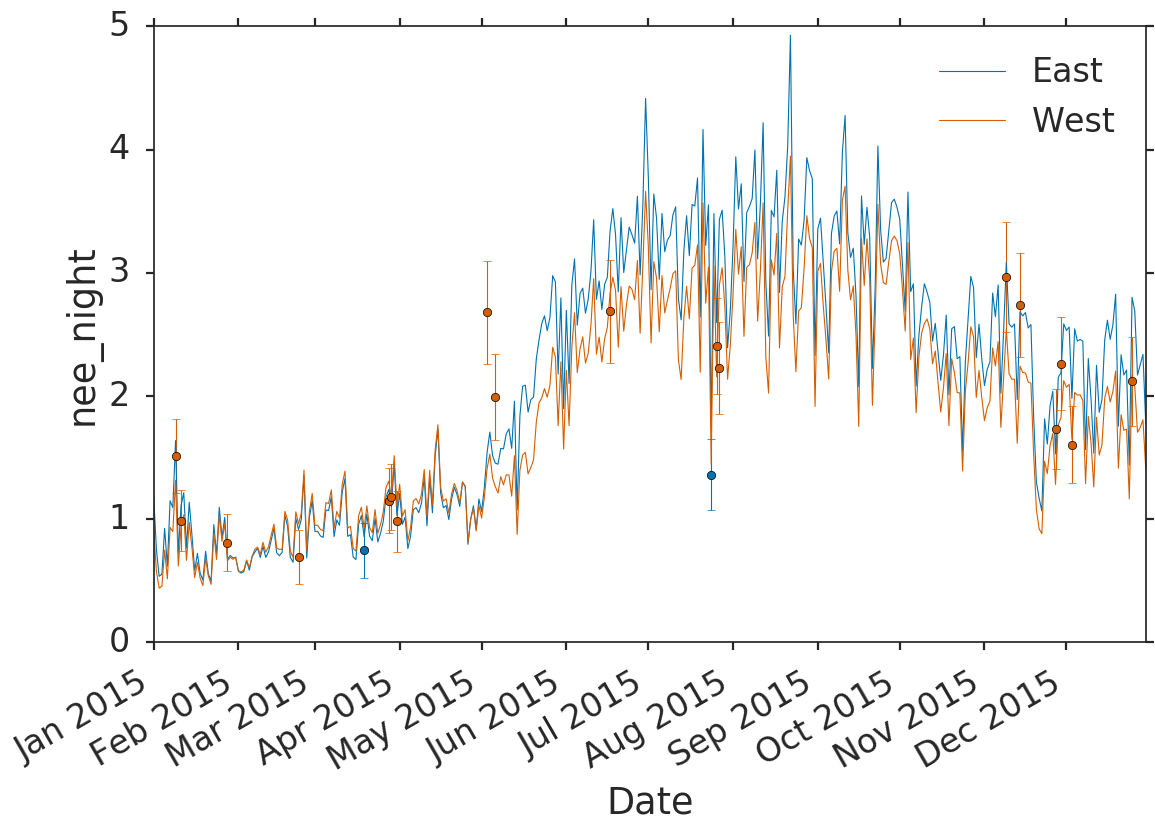 5
4
3
2
1
0
nee_night
East
West
Jan 2015
Feb 2015
Mar 2015
Apr 2015
May 2015
Jun 2015
Jul 2015
Aug 2015
Sep 2015
Oct 2015
Nov 2015
Dec 2015
Date